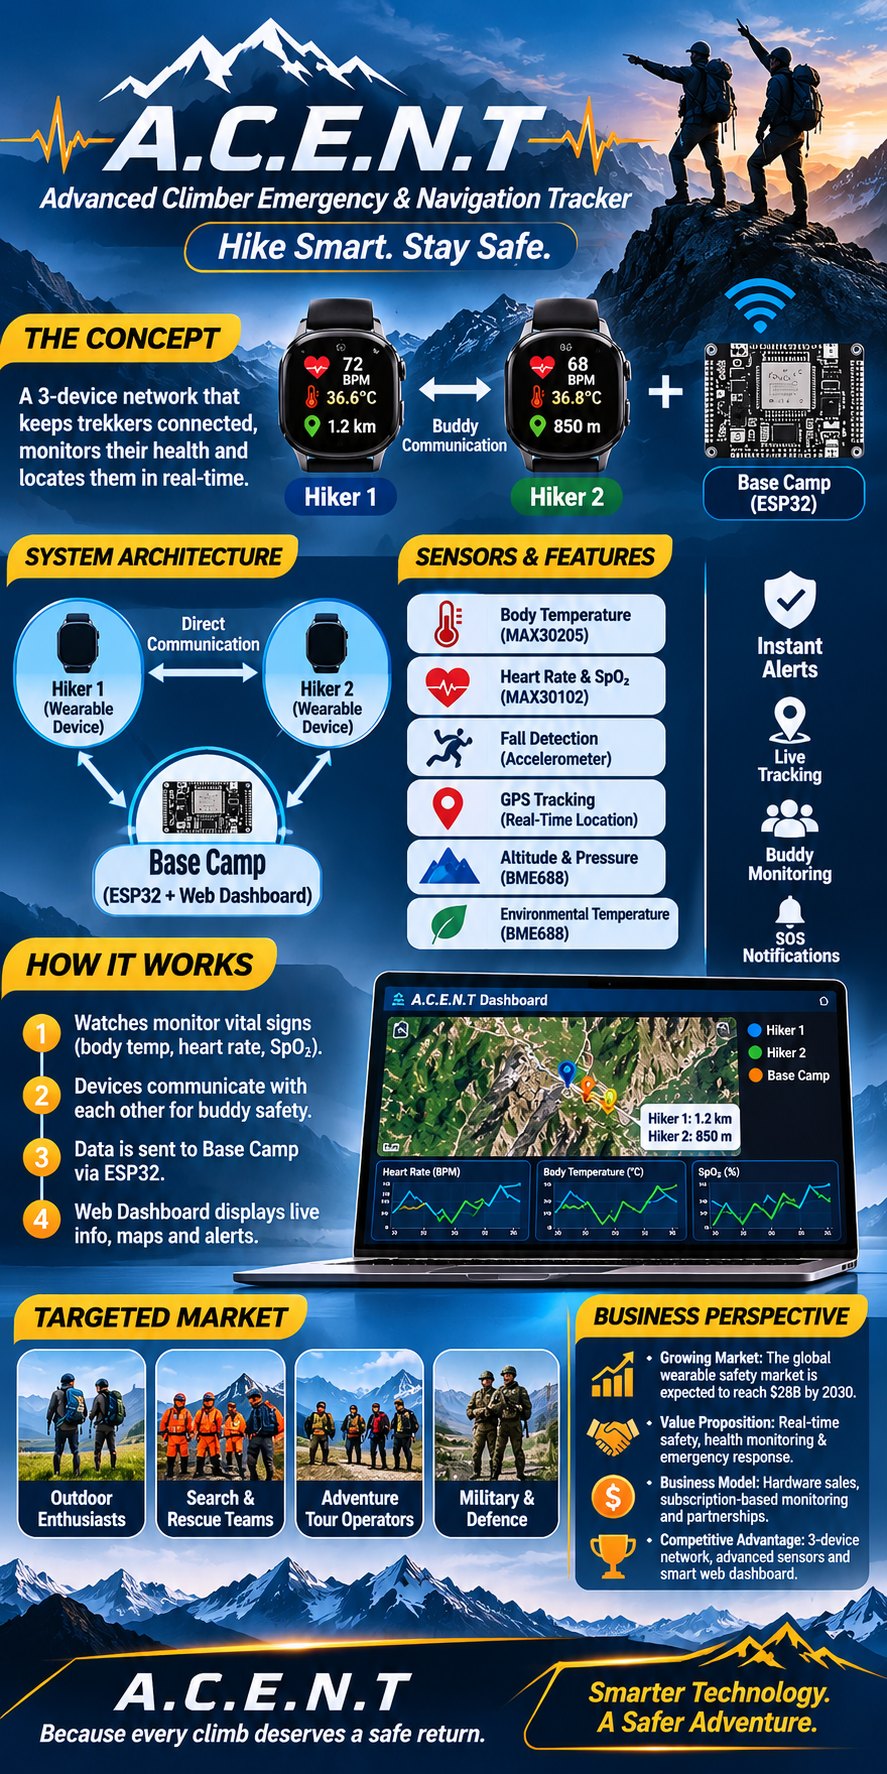 A.C.E.N.T
Advanced Climber Emergency & Navigation Tracker
Hike Smart. Stay Safe.
THE CONCEPT
A 3-device network that
keeps trekkers connected,
monitors their health and
locates them in real-time.
72
BPM
36.6°C
1.2 km
Hiker 1
Buddy
Communication
68
BPM
36.8°C
850 m
Hiker 2
+
Base Camp
(ESP32)
SYSTEM ARCHITECTURE
Hiker 1
(Wearable
Device)
Direct
Communication
Hiker 2
(Wearable
Device)
Base Camp
(ESP32 + Web Dashboard)
SENSORS & FEATURES
Body Temperature
(MAX30205)
Heart Rate & SpO₂
(MAX30102)
Fall Detection
(Accelerometer)
GPS Tracking
(Real-Time Location)
Altitude & Pressure
(BME688)
Environmental Temperature
(BME688)
Instant
Alerts
Live
Tracking
Buddy
Monitoring
SOS
Notifications
HOW IT WORKS
1
Watches monitor vital signs
(body temp, heart rate, SpO₂).
2
Devices communicate with
each other for buddy safety.
3
Data is sent to Base Camp
via ESP32.
4
Web Dashboard displays live
info, maps and alerts.
A.C.E.N.T Dashboard
Hiker 1
Hiker 2
Base Camp
Hiker 1: 1.2 km
Hiker 2: 850 m
Heart Rate (BPM)
Body Temperature (°C)
SpO₂ (%)
TARGETED MARKET
Outdoor
Enthusiasts
Search &
Rescue Teams
Adventure
Tour Operators
Military &
Defence
BUSINESS PERSPECTIVE
• Growing Market: The global
wearable safety market is
expected to reach $28B by 2030.
• Value Proposition: Real-time
safety, health monitoring &
emergency response.
$
• Business Model: Hardware sales,
subscription-based monitoring
and partnerships.
• Competitive Advantage: 3-device
network, advanced sensors and
smart web dashboard.
A.C.E.N.T
Because every climb deserves a safe return.
Smarter Technology.
A Safer Adventure.